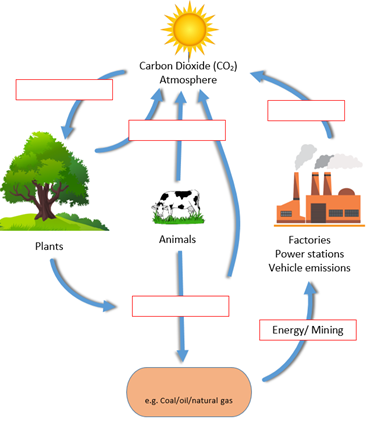 Carbon Dioxide (CO₂)
Atmosphere
Plants
Animals
Factories
Power stations
Vehicle emissions
Energy/ Mining
e.g. Coal/oil/natural gas